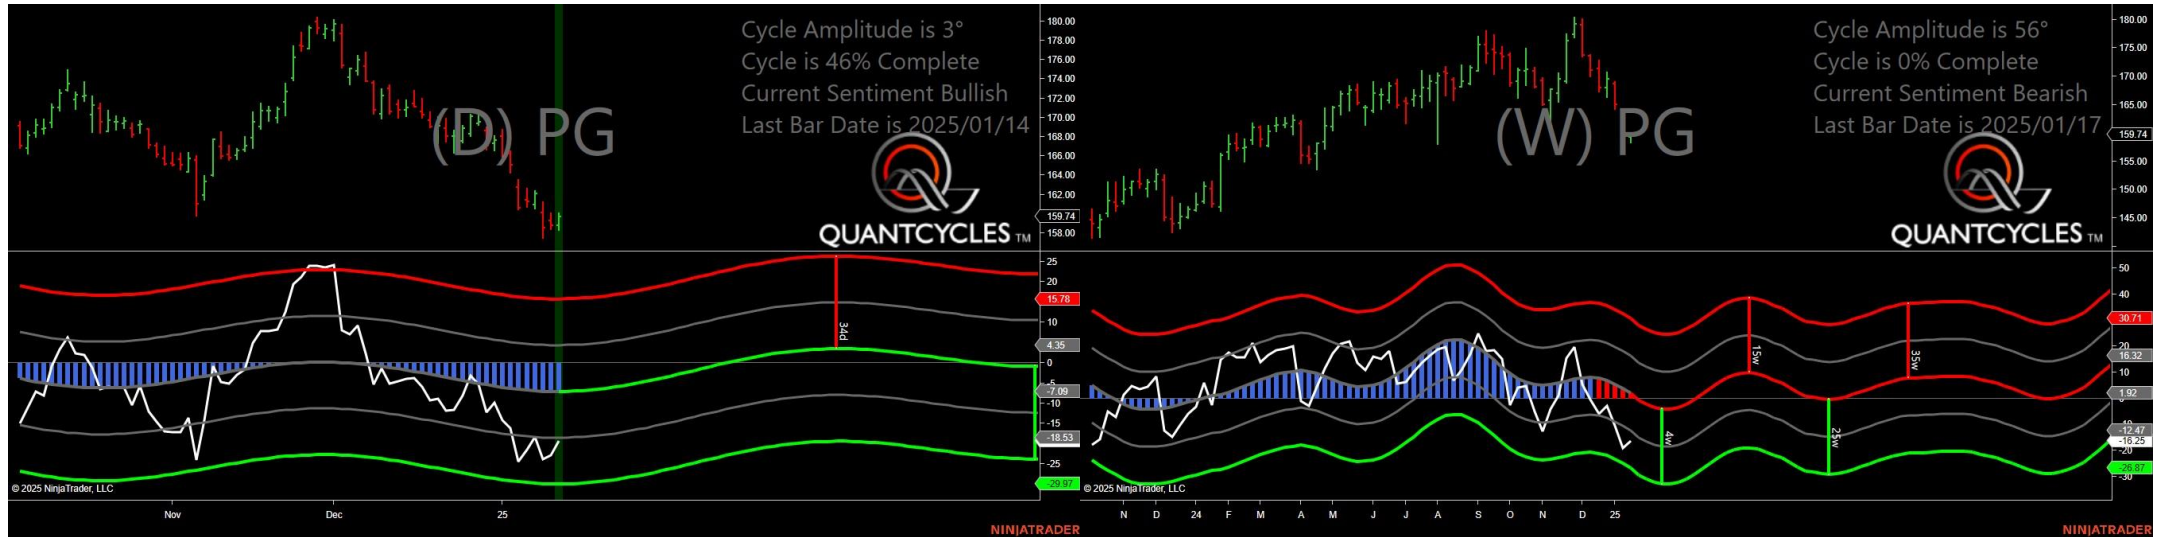 Cycle Amplitude is 3°
Cycle is 46% Complete
Current Sentiment Bullish
Last Bar Date is 2025/01/14
(D) PG
QUANTCYCLES TM
180.00
178.00
176.00
174.00
172.00
170.00
168.00
166.00
164.00
162.00
159.74
158.00
25
20
15.78
10
4.35
0
-7.09
-10
-15
-18.53
-25
-29.97
34d
© 2025 NinjaTrader, LLC
Nov
Dec
25
NINJATRADER
Cycle Amplitude is 56°
Cycle is 0% Complete
Current Sentiment Bearish
Last Bar Date is 2025/01/17
(W) PG
QUANTCYCLES TM
180.00
175.00
170.00
165.00
159.74
155.00
150.00
145.00
50
40
30.71
20
16.32
10
1.92
-12.47
-16.25
-20
-26.87
-30
15w
35w
4w
25w
© 2025 NinjaTrader, LLC
N D 24 F M A M J J A S O N D 25
NINJATRADER